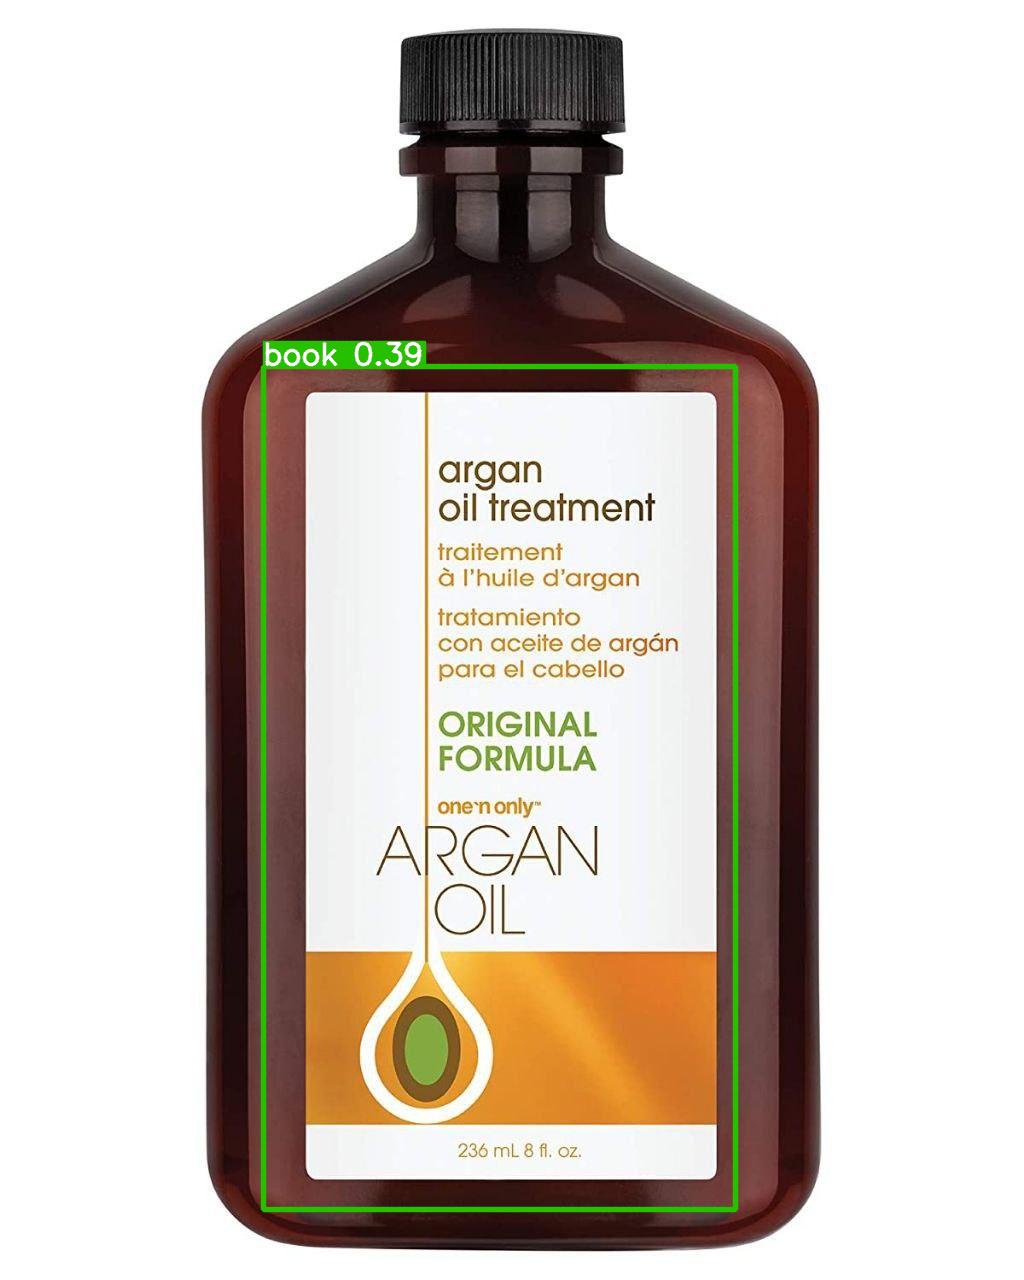 book 0.39
argan
oil treatment
traitement
à l'huile d'argan
tratamiento
con aceite de argán
para el cabello
ORIGINAL
FORMULA
one'n only™
ARGAN
OIL
236 mL 8 fl. oz.